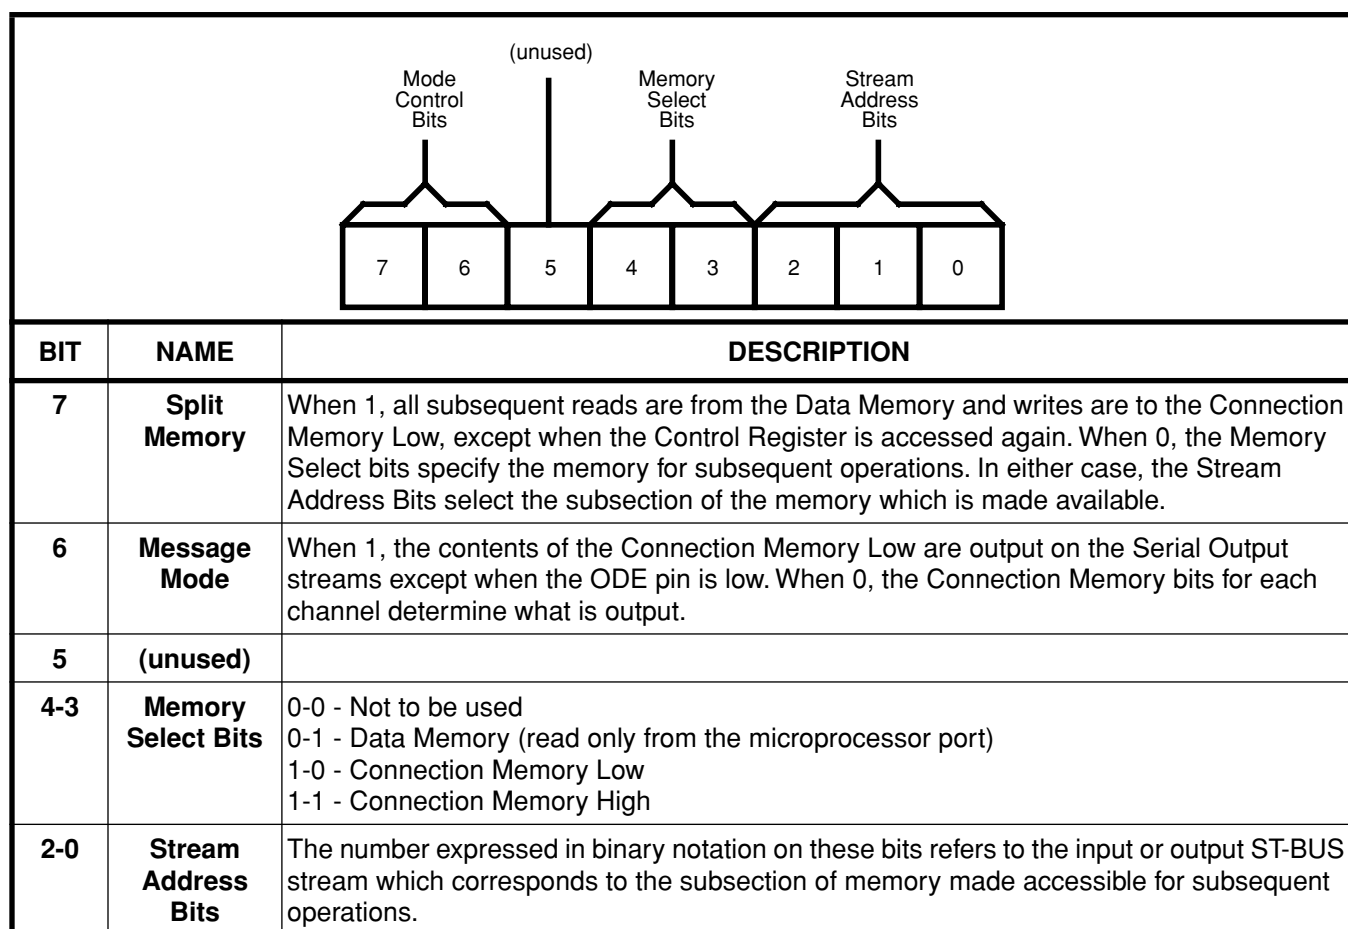 (unused)
Mode
Control
Bits
Memory
Select
Bits
Stream
Address
Bits
7 6 5 4 3 2 1 0
BIT NAME DESCRIPTION
7 Split Memory When 1, all subsequent reads are from the Data Memory and writes are to the Connection
Memory Low, except when the Control Register is accessed again. When 0, the Memory
Select bits specify the memory for subsequent operations. In either case, the Stream
Address Bits select the subsection of the memory which is made available.
6 Message Mode When 1, the contents of the Connection Memory Low are output on the Serial Output
streams except when the ODE pin is low. When 0, the Connection Memory bits for each
channel determine what is output.
5 (unused)
4-3 Memory Select Bits 0-0 - Not to be used
0-1 - Data Memory (read only from the microprocessor port)
1-0 - Connection Memory Low
1-1 - Connection Memory High
2-0 Stream Address Bits The number expressed in binary notation on these bits refers to the input or output ST-BUS
stream which corresponds to the subsection of memory made accessible for subsequent
operations.